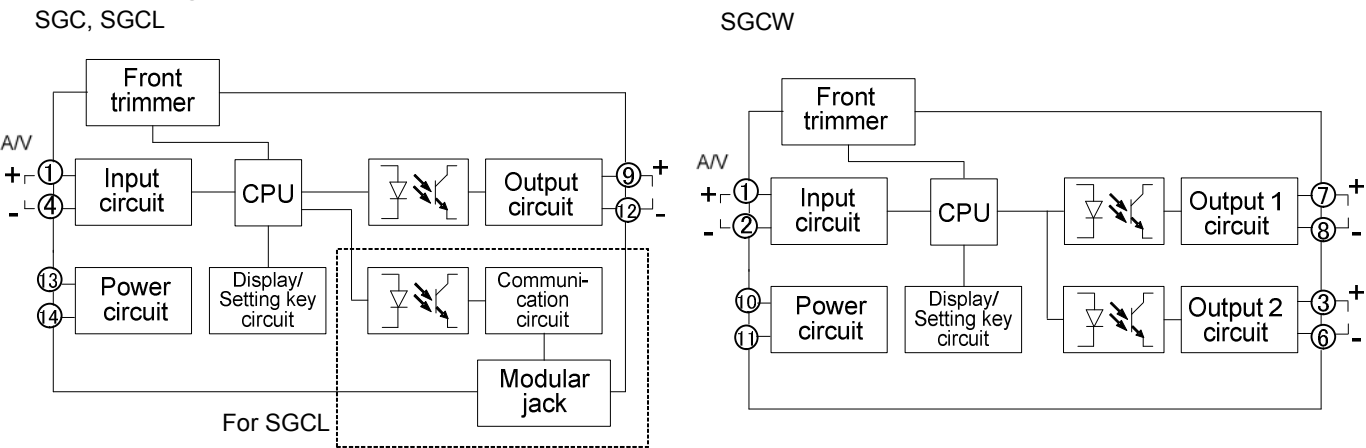 SGC, SGCL
Front
trimmer
A/V
+
①
Input
circuit
CPU
Output
circuit
⑨
+
-
④
⑫
-
⑬
Power
circuit
⑭
Display/
Setting key
circuit
Communi-
cation
circuit
Modular
jack
For SGCL
SGCW
Front
trimmer
A/V
+
①
Input
circuit
CPU
Output 1
circuit
⑦
+
-
②
⑧
-
⑩
Power
circuit
⑪
Display/
Setting key
circuit
Output 2
circuit
③
+
⑥
-